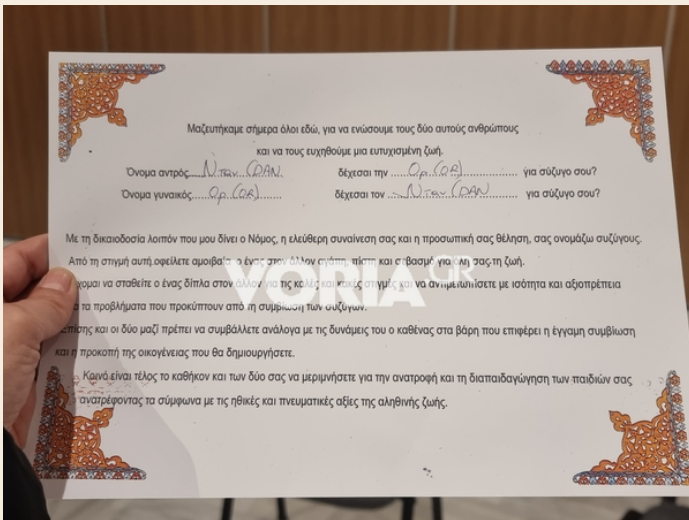 Μαζευτήκαμε σήμερα όλοι εδώ, για να ενώσουμε τους δύο αυτούς ανθρώπους
και να τους ευχηθούμε μια ευτυχισμένη ζωή.
Όνομα αντρός.....Νταν (DAN)..... δέχεσαι την .....Ορ (OR)..... για σύζυγο σου?
Όνομα γυναικός.....Ορ (OR)..... δέχεσαι τον .....Νταν (DAN)..... για σύζυγο σου?
Με τη δικαιοδοσία λοιπόν που μου δίνει ο Νόμος, η ελεύθερη συναίνεση σας και η προσωπική σας θέληση, σας ονομάζω συζύγους.
Από τη στιγμή αυτή οφείλετε αμοιβαία ο ένας στον άλλον αγάπη, πίστη και σεβασμό για όλη σας τη ζωή.
να σταθείτε ο ένας δίπλα στον άλλον για τις καλές και κακές στιγμές και να αντιμετωπίσετε με ισότητα και αξιοπρέπεια
τα προβλήματα που προκύπτουν από τη συμβίωση των συζύγων.
Επίσης και οι δύο μαζί πρέπει να συμβάλλετε ανάλογα με τις δυνάμεις του ο καθένας στα βάρη που επιφέρει η έγγαμη συμβίωση
και η προκοπή της οικογένειας που θα δημιουργήσετε.
Κοινό είναι τέλος το καθήκον και των δύο σας να μεριμνήσετε για την ανατροφή και τη διαπαιδαγώγηση των παιδιών σας
ανατρέφοντας τα σύμφωνα με τις ηθικές και πνευματικές αξίες της αληθινής ζωής.
VORIA.GR